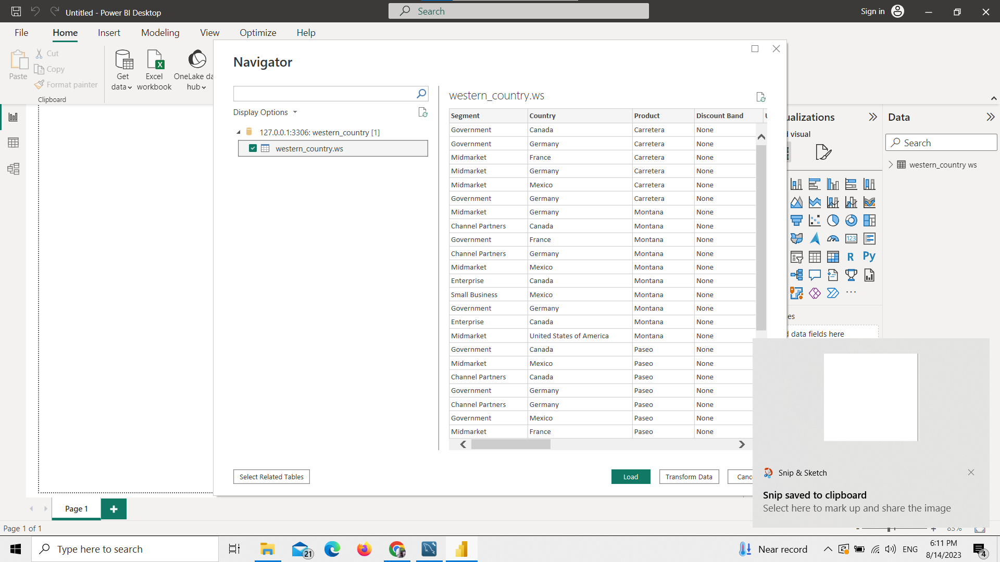 Untitled - Power BI Desktop
Search
Sign in
File Home Insert Modeling View Optimize Help
Paste
Cut
Copy
Format painter
Clipboard
Get data
Excel workbook
OneLake da
hub
Navigator
Display Options
127.0.0.1:3306: western_country [1]
western_country.ws
western_country.ws
Segment Country Product Discount Band
Government Canada Carretera None
Government Germany Carretera None
Midmarket France Carretera None
Midmarket Germany Carretera None
Midmarket Mexico Carretera None
Government Germany Carretera None
Midmarket Germany Montana None
Channel Partners Canada Montana None
Government France Montana None
Channel Partners Germany Montana None
Midmarket Mexico Montana None
Enterprise Canada Montana None
Small Business Mexico Montana None
Government Germany Montana None
Enterprise Canada Montana None
Midmarket United States of America Montana None
Government Canada Paseo None
Midmarket Mexico Paseo None
Channel Partners Canada Paseo None
Government Germany Paseo None
Channel Partners Germany Paseo None
Government Mexico Paseo None
Midmarket France Paseo None
Select Related Tables
Load
Transform Data
Canc
ualizations
d visual
123
R
Py
es
d data fields here
Data
Search
western_country ws
Snip & Sketch
Snip saved to clipboard
Select here to mark up and share the image
Page 1
Page 1 of 1
83%
Type here to search
21
Near record
ENG
6:11 PM
8/14/2023
4